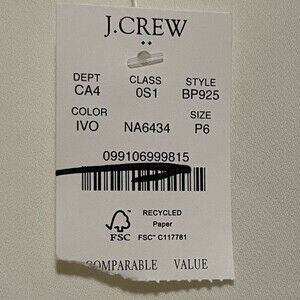 J.CREW
DEPT CLASS STYLE
CA4 0S1 BP925
COLOR SIZE
IVO NA6434 P6
099106999815
RECYCLED
Paper
FSC™ C117781
FSC
COMPARABLE VALUE